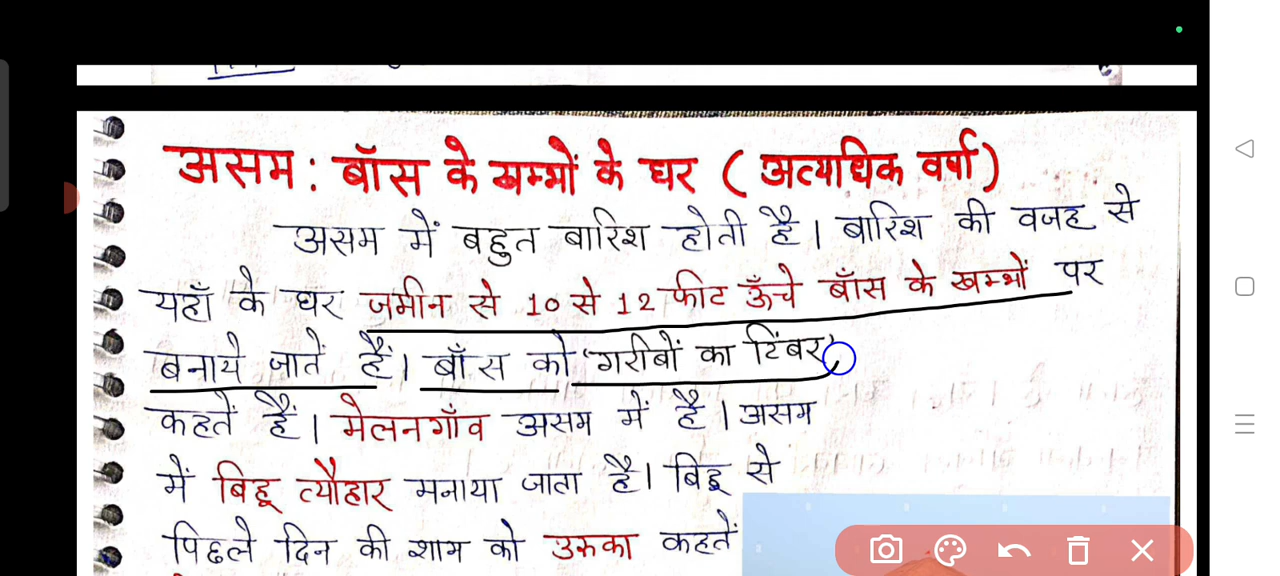 असम : बाँस के खम्भों के घर ( अत्यधिक वर्षा )
असम में बहुत बारिश होती है। बारिश की वजह से
यहाँ के घर जमीन से 10 से 12 फीट ऊँचे बाँस के खम्भों पर
बनाये जातें हैं। बाँस को 'गरीबों का टिंबर'
कहतें हैं। मेलनगाँव असम में है। असम
में बिहू त्यौहार मनाया जाता है। बिहू से
पिछले दिन की शाम को उरुका कहतें